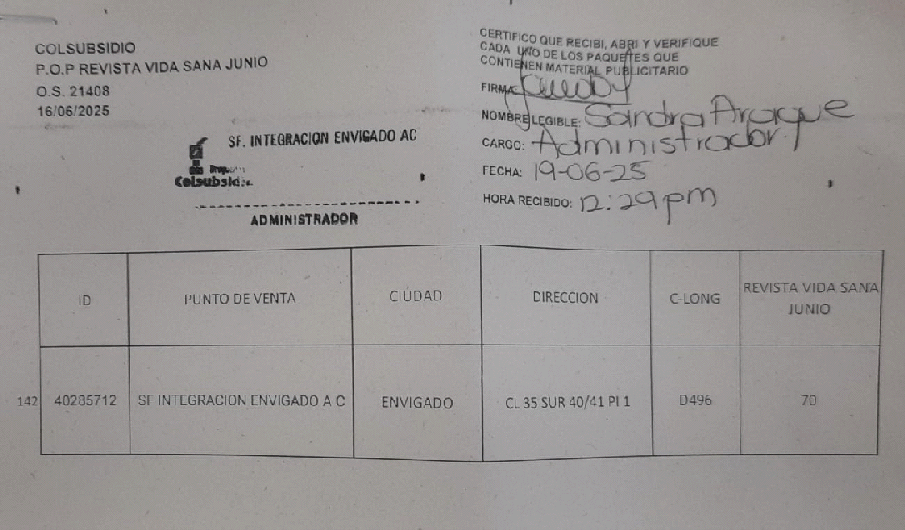 COLSUBSIDIO
P.O.P REVISTA VIDA SANA JUNIO
O.S. 21408
16/06/2025
CERTIFICO QUE RECIBI, ABRI Y VERIFIQUE
CADA UNO DE LOS PAQUETES QUE
CONTIENEN MATERIAL PUBLICITARIO
FIRMA:
NOMBRE LEGIBLE: Sandra Araque
CARGO: Administrador
FECHA: 19-06-25
HORA RECIBIDO: 12:29pm
SF. INTEGRACION ENVIGADO AC
Colsubsidio
ADMINISTRADOR
ID PUNTO DE VENTA CIUDAD DIRECCION C-LONG REVISTA VIDA SANA
JUNIO
142 40285712 SF INTEGRACION ENVIGADO A C ENVIGADO CL 35 SUR 40/41 PI 1 D496 70